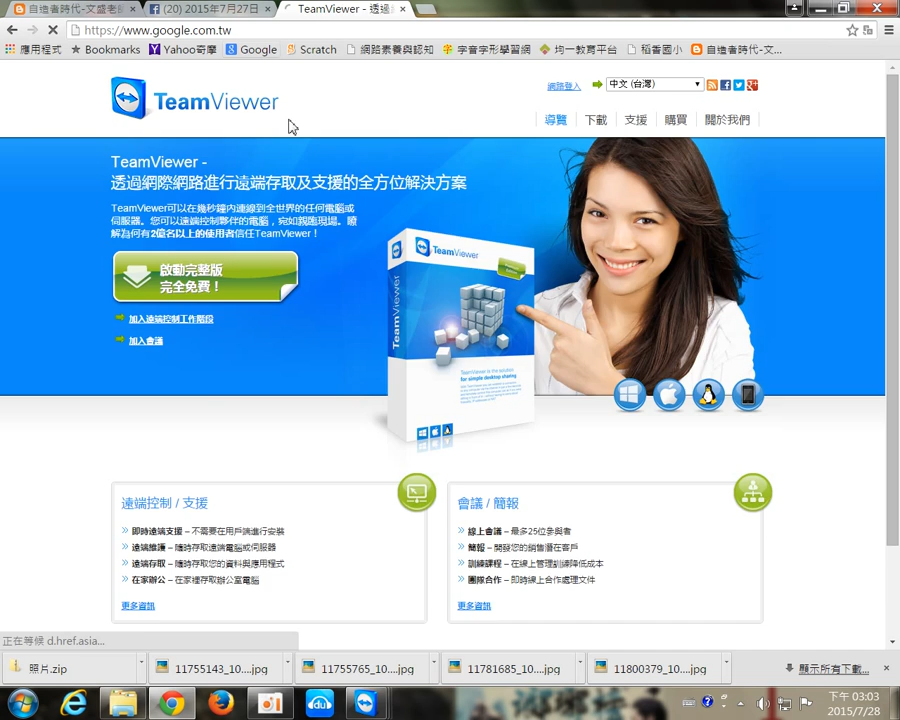 自造者時代-文盛老師
(20) 2015年7月27日
TeamViewer - 透過
https://www.google.com.tw
應用程式
Bookmarks
Yahoo奇摩
Google
Scratch
網路素養與認知
字音字形學習網
均一教育平台
稻香國小
自造者時代-文...
TeamViewer
網路登入
中文 (台灣)
導覽
下載
支援
購買
關於我們
TeamViewer -
透過網際網路進行遠端存取及支援的全方位解決方案
TeamViewer可以在幾秒鐘內連線到全世界的任何電腦或
伺服器。您可以遠端控制夥伴的電腦，宛如親臨現場。瞭
解為何有2億名以上的使用者信任TeamViewer！
啟動完整版
完全免費！
加入遠端控制工作階段
加入會議
TeamViewer
TeamViewer
TeamViewer is the solution
for simple desktop sharing
遠端控制 / 支援
即時遠端支援 – 不需要在用戶端進行安裝
遠端維護 – 隨時存取遠端電腦或伺服器
遠端存取 – 隨時存取您的資料與應用程式
在家辦公 – 在家裡存取辦公室電腦
更多資訊
會議 / 簡報
線上會議 – 最多25位參與者
簡報 – 開發您的銷售潛在客戶
訓練課程 – 在線上管理訓練降低成本
團隊合作 – 即時線上合作處理文件
更多資訊
正在等候 d.href.asia...
照片.zip
11755143_10....jpg
11755765_10....jpg
11781685_10....jpg
11800379_10....jpg
顯示所有下載...
du
下午 03:03
2015/7/28